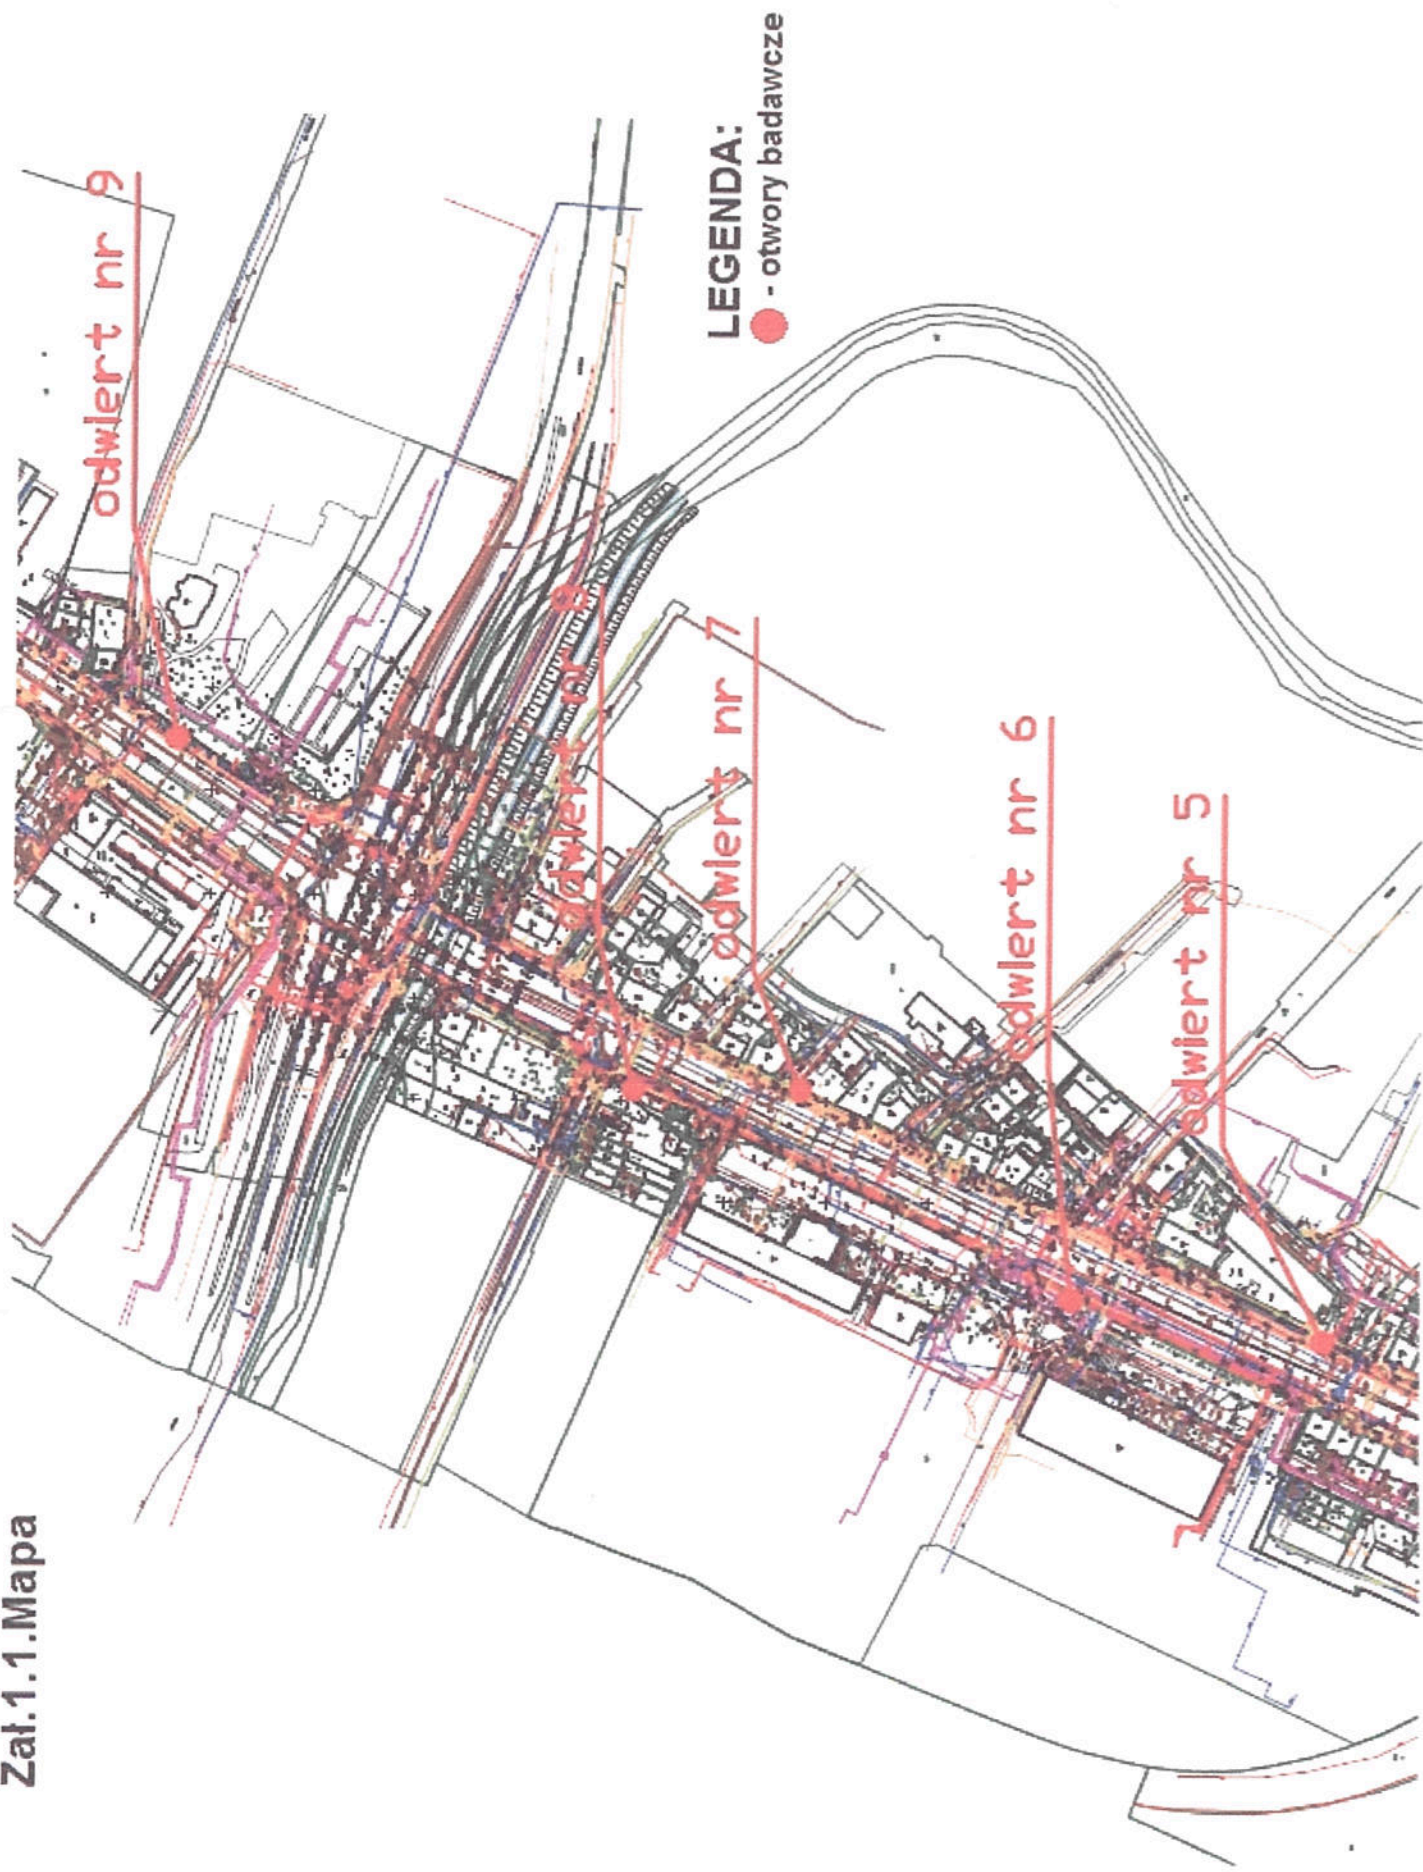 Zał.1.1.Mapa
odwiert nr 9
odwiert nr 8
odwiert nr 7
odwiert nr 6
odwiert nr 5
LEGENDA:
- otwory badawcze